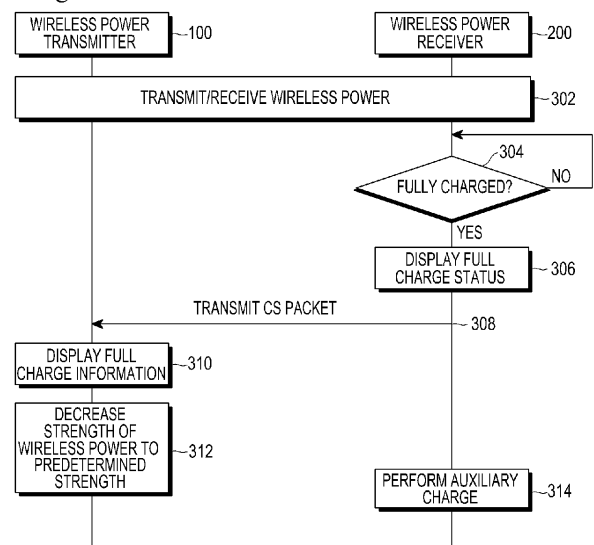 WIRELESS POWER
TRANSMITTER
100
WIRELESS POWER
RECEIVER
200
TRANSMIT/RECEIVE WIRELESS POWER
302
304
FULLY CHARGED?
NO
YES
DISPLAY FULL
CHARGE STATUS
306
TRANSMIT CS PACKET
308
DISPLAY FULL
CHARGE INFORMATION
310
DECREASE
STRENGTH OF
WIRELESS POWER TO
PREDETERMINED
STRENGTH
312
PERFORM AUXILIARY
CHARGE
314